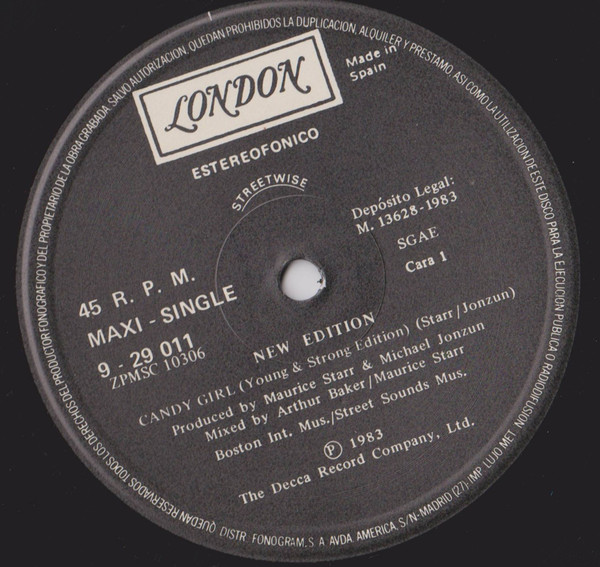 QUEDAN RESERVADOS TODOS LOS DERECHOS DEL PRODUCTOR FONOGRAFICO Y DEL PROPIETARIO DE LA OBRA GRABADA. SALVO AUTORIZACION, QUEDAN PROHIBIDOS LA DUPLICACION, ALQUILER Y PRESTAMO, ASI COMO LA UTILIZACION DE ESTE DISCO PARA LA EJECUCION PUBLICA O RADIODIFUSION
LONDON
Made in
Spain
ESTEREOFONICO
STREETWISE
Depósito Legal:
M. 13628-1983
SGAE
Cara 1
45 R. P. M.
MAXI - SINGLE
9 - 29 011
ZPMSC 10306
NEW EDITION
CANDY GIRL (Young & Strong Edition) (Starr/Jonzun)
Produced by Maurice Starr & Michael Jonzun
Mixed by Arthur Baker/Maurice Starr
Boston Int. Mus./Street Sounds Mus.
Ⓟ 1983
The Decca Record Company, Ltd.
DISTR. FONOGRAM, S. A. AVDA. AMERICA, S/N-MADRID (27). IMP. LUJO MET.